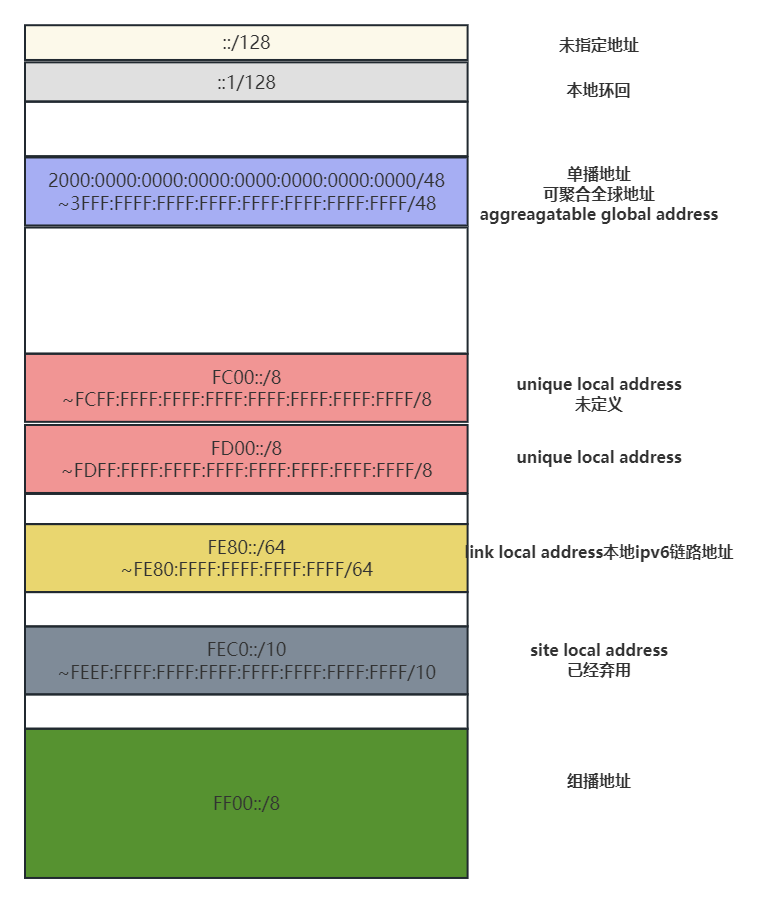 ::/128
未指定地址
::1/128
本地环回
2000:0000:0000:0000:0000:0000:0000:0000/48
~3FFF:FFFF:FFFF:FFFF:FFFF:FFFF:FFFF:FFFF/48
单播地址
可聚合全球地址
aggreagatable global address
FC00::/8
~FCFF:FFFF:FFFF:FFFF:FFFF:FFFF:FFFF:FFFF/8
unique local address
未定义
FD00::/8
~FDFF:FFFF:FFFF:FFFF:FFFF:FFFF:FFFF:FFFF/8
unique local address
FE80::/64
~FE80:FFFF:FFFF:FFFF:FFFF/64
link local address本地ipv6链路地址
FEC0::/10
~FEEF:FFFF:FFFF:FFFF:FFFF:FFFF:FFFF:FFFF/10
site local address
已经弃用
FF00::/8
组播地址